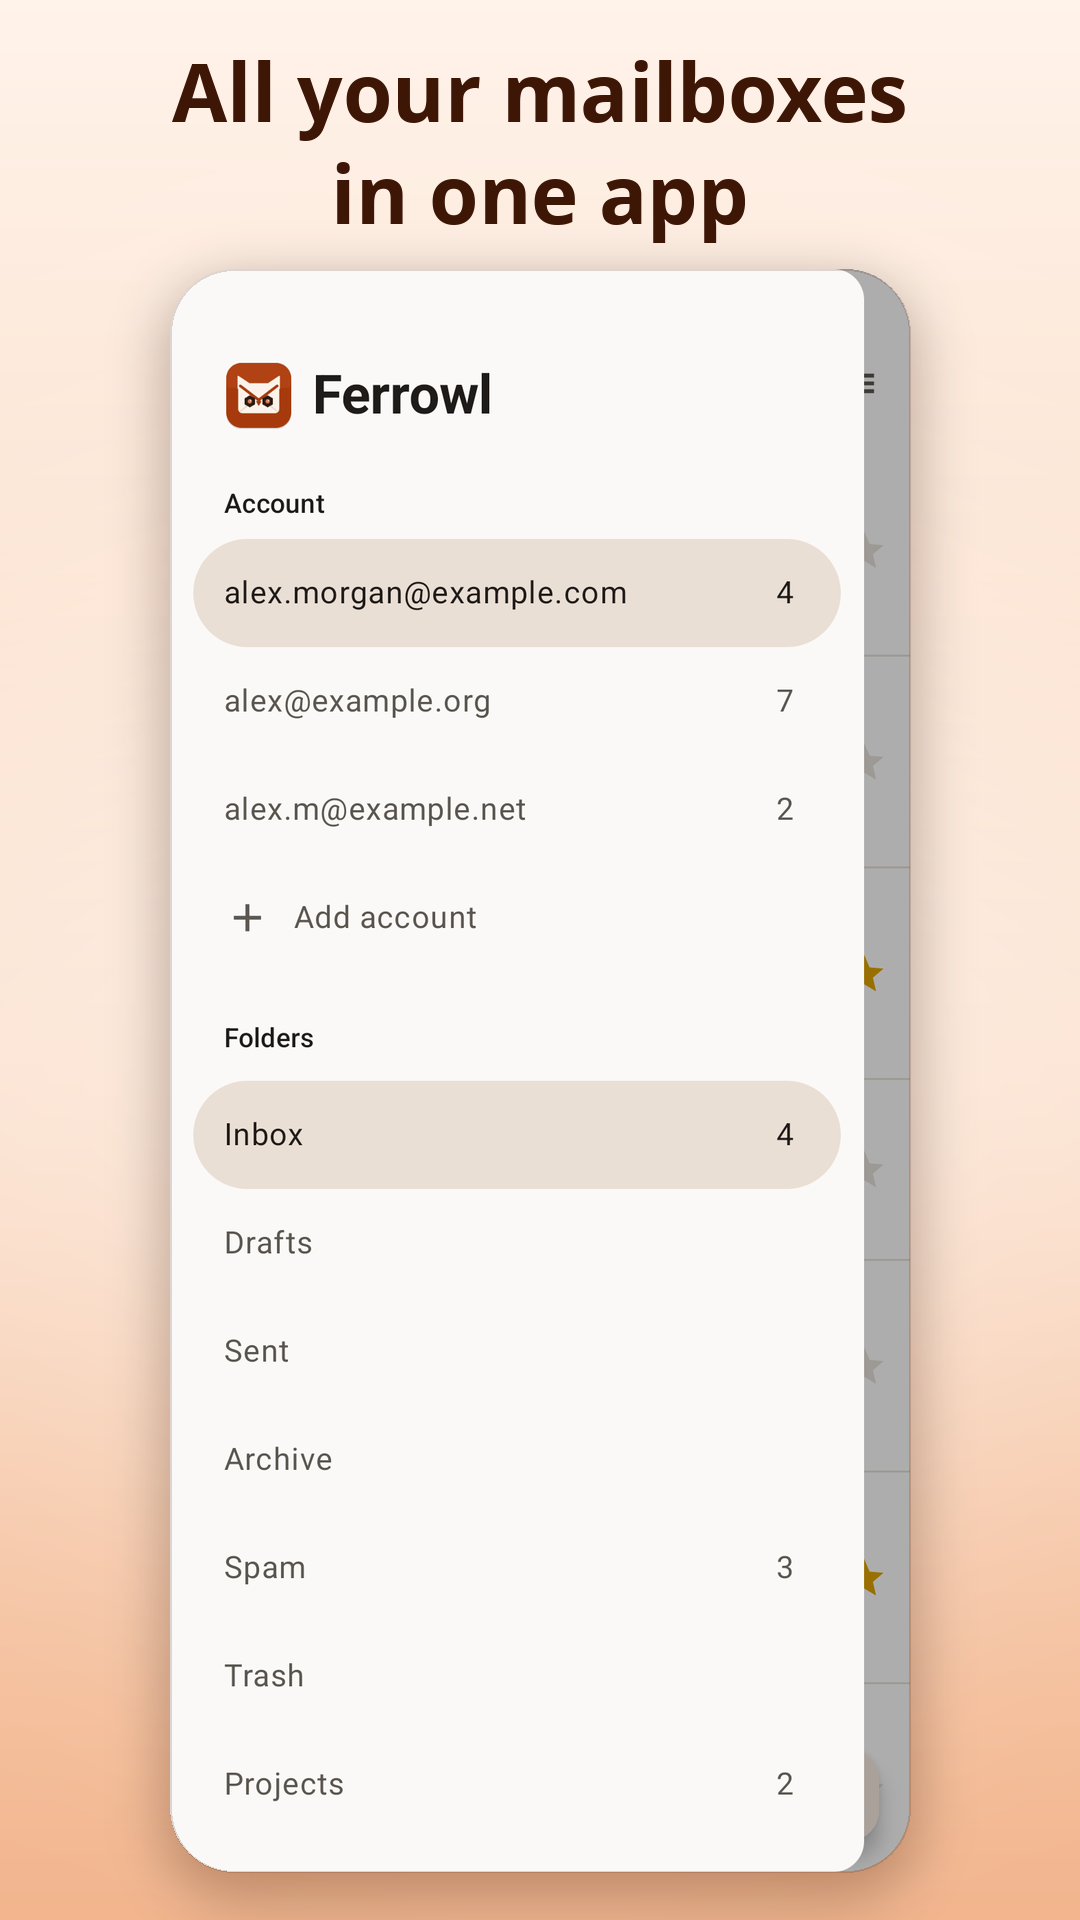 All your mailboxes
in one app
Ferrowl
Account
alex.morgan@example.com 4
alex@example.org 7
alex.m@example.net 2
Add account
Folders
Inbox 4
Drafts
Sent
Archive
Spam 3
Trash
Projects 2